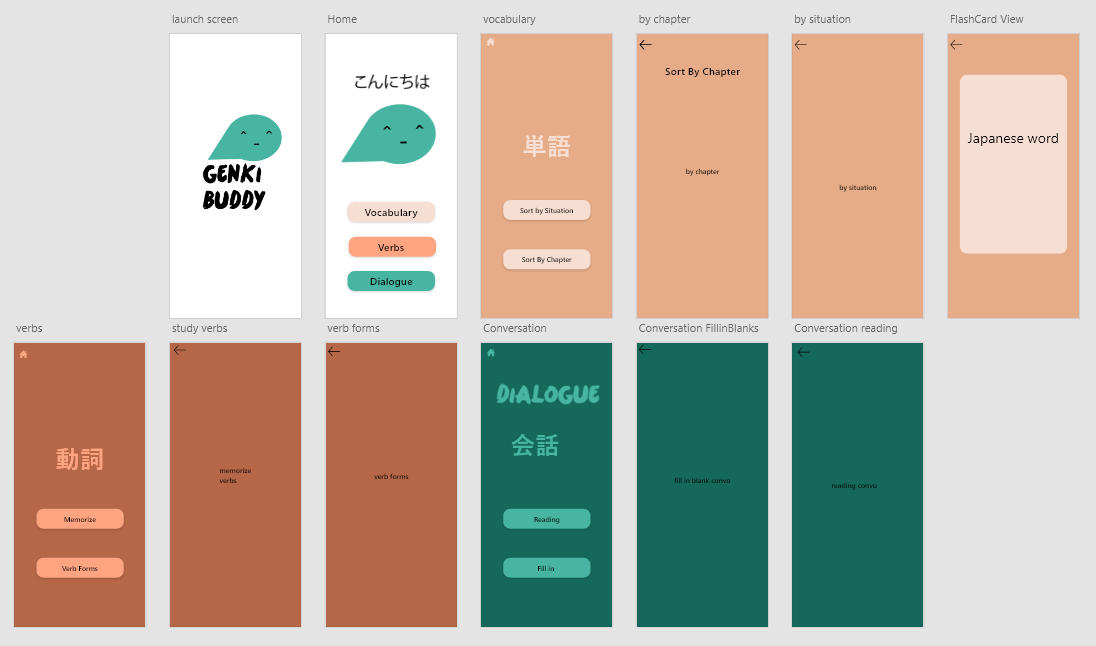 launch screen
Home
vocabulary
by chapter
by situation
FlashCard View
GENKI
BUDDY
こんにちは
Vocabulary
Verbs
Dialogue
単語
Sort by Situation
Sort By Chapter
Sort By Chapter
by chapter
by situation
Japanese word
verbs
study verbs
verb forms
Conversation
Conversation FillinBlanks
Conversation reading
動詞
Memorize
Verb Forms
memorize
verbs
verb forms
DIALOGUE
会話
Reading
Fill in
fill in blank convo
reading convo